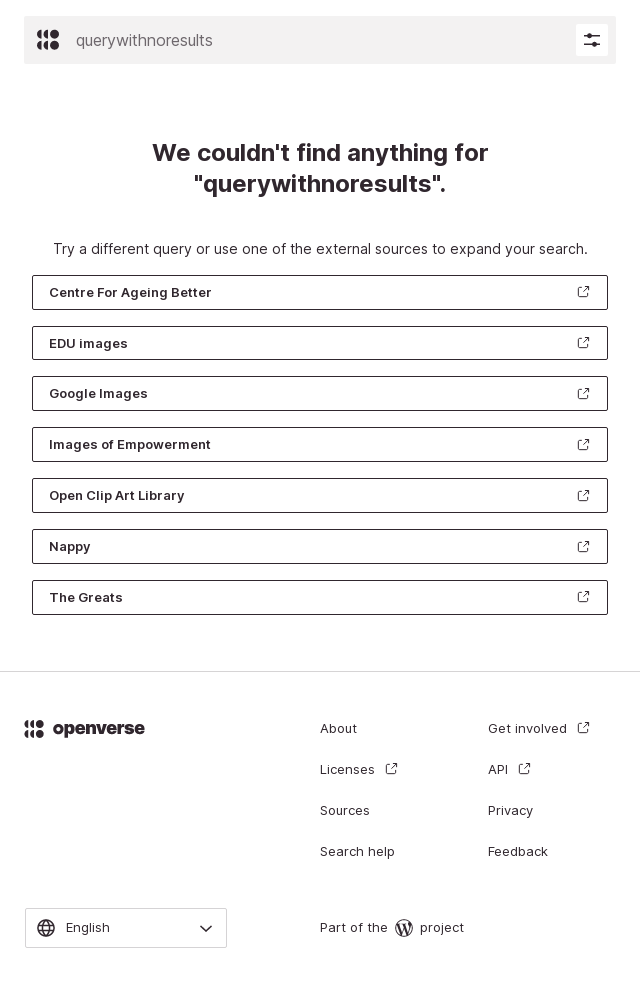 querywithnoresults
We couldn't find anything for
"querywithnoresults".
Try a different query or use one of the external sources to expand your search.
Centre For Ageing Better
EDU images
Google Images
Images of Empowerment
Open Clip Art Library
Nappy
The Greats
openverse
About
Get involved
Licenses
API
Sources
Privacy
Search help
Feedback
English
Part of the project